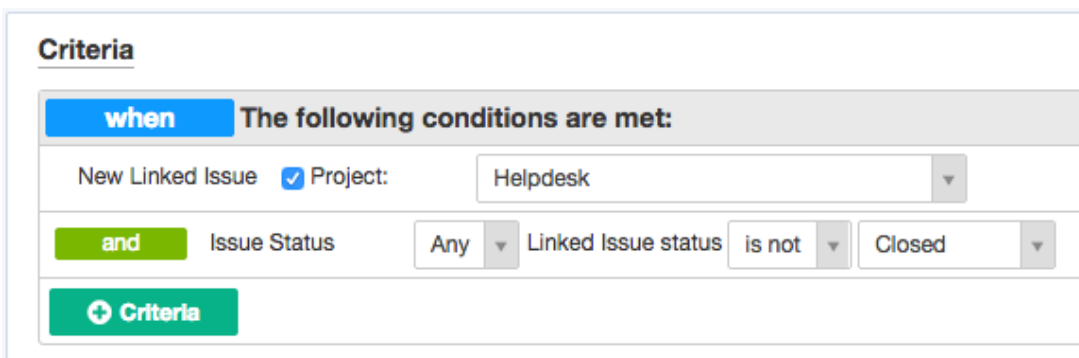 Criteria
when The following conditions are met:
New Linked Issue Project: Helpdesk
and Issue Status Any Linked Issue status is not Closed
Criteria